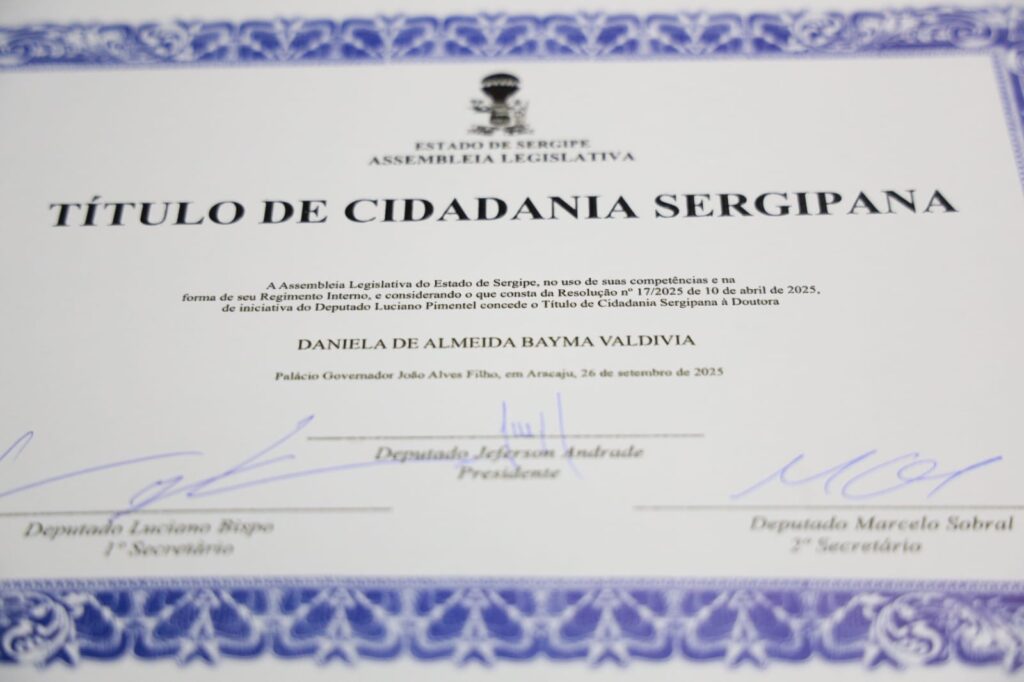 ESTADO DE SERGIPE
ASSEMBLEIA LEGISLATIVA
TÍTULO DE CIDADANIA SERGIPANA
A Assembleia Legislativa do Estado de Sergipe, no uso de suas competências e na
forma de seu Regimento Interno, e considerando o que consta da Resolução nº 17/2025 de 10 de abril de 2025,
de iniciativa do Deputado Luciano Pimentel concede o Título de Cidadania Sergipana à Doutora
DANIELA DE ALMEIDA BAYMA VALDIVIA
Palácio Governador João Alves Filho, em Aracaju, 26 de setembro de 2025
Deputado Jeferson Andrade
Presidente
Deputado Luciano Bispo
1º Secretário
Deputado Marcelo Sobral
2º Secretário